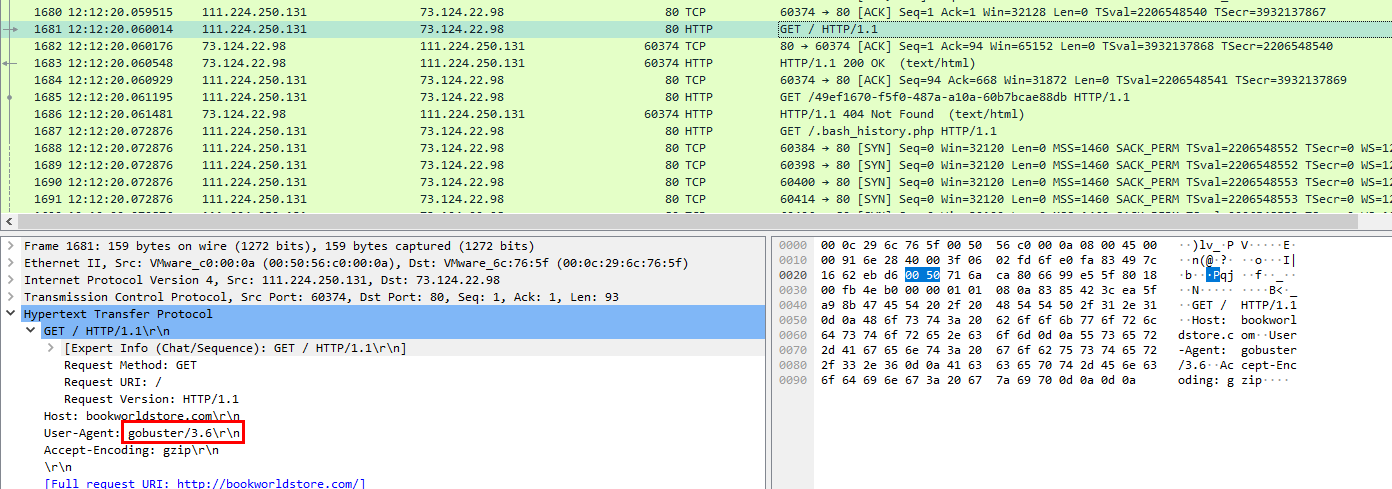 1680 12:12:20.059515 111.224.250.131 73.124.22.98 80 TCP 60374 → 80 [ACK] Seq=1 Ack=1 Win=32128 Len=0 TSval=2206548540 TSecr=3932137867
1681 12:12:20.060014 111.224.250.131 73.124.22.98 80 HTTP GET / HTTP/1.1
1682 12:12:20.060176 73.124.22.98 111.224.250.131 60374 TCP 80 → 60374 [ACK] Seq=1 Ack=94 Win=65152 Len=0 TSval=3932137868 TSecr=2206548540
1683 12:12:20.060548 73.124.22.98 111.224.250.131 60374 HTTP HTTP/1.1 200 OK (text/html)
1684 12:12:20.060929 111.224.250.131 73.124.22.98 80 TCP 60374 → 80 [ACK] Seq=94 Ack=668 Win=31872 Len=0 TSval=2206548541 TSecr=3932137869
1685 12:12:20.061195 111.224.250.131 73.124.22.98 80 HTTP GET /49ef1670-f5f0-487a-a10a-60b7bcae88db HTTP/1.1
1686 12:12:20.061481 73.124.22.98 111.224.250.131 60374 HTTP HTTP/1.1 404 Not Found (text/html)
1687 12:12:20.072876 111.224.250.131 73.124.22.98 80 HTTP GET /.bash_history.php HTTP/1.1
1688 12:12:20.072876 111.224.250.131 73.124.22.98 80 TCP 60384 → 80 [SYN] Seq=0 Win=32120 Len=0 MSS=1460 SACK_PERM TSval=2206548552 TSecr=0 WS=12
1689 12:12:20.072876 111.224.250.131 73.124.22.98 80 TCP 60398 → 80 [SYN] Seq=0 Win=32120 Len=0 MSS=1460 SACK_PERM TSval=2206548552 TSecr=0 WS=12
1690 12:12:20.072876 111.224.250.131 73.124.22.98 80 TCP 60400 → 80 [SYN] Seq=0 Win=32120 Len=0 MSS=1460 SACK_PERM TSval=2206548553 TSecr=0 WS=12
1691 12:12:20.072876 111.224.250.131 73.124.22.98 80 TCP 60414 → 80 [SYN] Seq=0 Win=32120 Len=0 MSS=1460 SACK_PERM TSval=2206548553 TSecr=0 WS=12
Frame 1681: 159 bytes on wire (1272 bits), 159 bytes captured (1272 bits)
Ethernet II, Src: VMware_c0:00:0a (00:50:56:c0:00:0a), Dst: VMware_6c:76:5f (00:0c:29:6c:76:5f)
Internet Protocol Version 4, Src: 111.224.250.131, Dst: 73.124.22.98
Transmission Control Protocol, Src Port: 60374, Dst Port: 80, Seq: 1, Ack: 1, Len: 93
Hypertext Transfer Protocol
GET / HTTP/1.1\r\n
[Expert Info (Chat/Sequence): GET / HTTP/1.1\r\n]
Request Method: GET
Request URI: /
Request Version: HTTP/1.1
Host: bookworldstore.com\r\n
User-Agent: gobuster/3.6\r\n
Accept-Encoding: gzip\r\n
\r\n
[Full request URI: http://bookworldstore.com/]
0000 00 0c 29 6c 76 5f 00 50 56 c0 00 0a 08 00 45 00 ··)lv_·P V·····E·
0010 00 91 6e 28 40 00 3f 06 02 fd 6f e0 fa 83 49 7c ··n(@·?· ··o···I|
0020 16 62 eb d6 00 50 71 6a ca 80 66 99 e5 5f 80 18 ·b···Pqj ··f··_··
0030 00 fb 4e b0 00 00 01 01 08 0a 83 85 42 3c ea 5f ··N····· ····B<·_
0040 a9 8b 47 45 54 20 2f 20 48 54 54 50 2f 31 2e 31 ··GET / HTTP/1.1
0050 0d 0a 48 6f 73 74 3a 20 62 6f 6f 6b 77 6f 72 6c ··Host: bookworl
0060 64 73 74 6f 72 65 2e 63 6f 6d 0d 0a 55 73 65 72 dstore.c om··User
0070 2d 41 67 65 6e 74 3a 20 67 6f 62 75 73 74 65 72 -Agent: gobuster
0080 2f 33 2e 36 0d 0a 41 63 63 65 70 74 2d 45 6e 63 /3.6··Ac cept-Enc
0090 6f 64 69 6e 67 3a 20 67 7a 69 70 0d 0a 0d 0a oding: g zip····